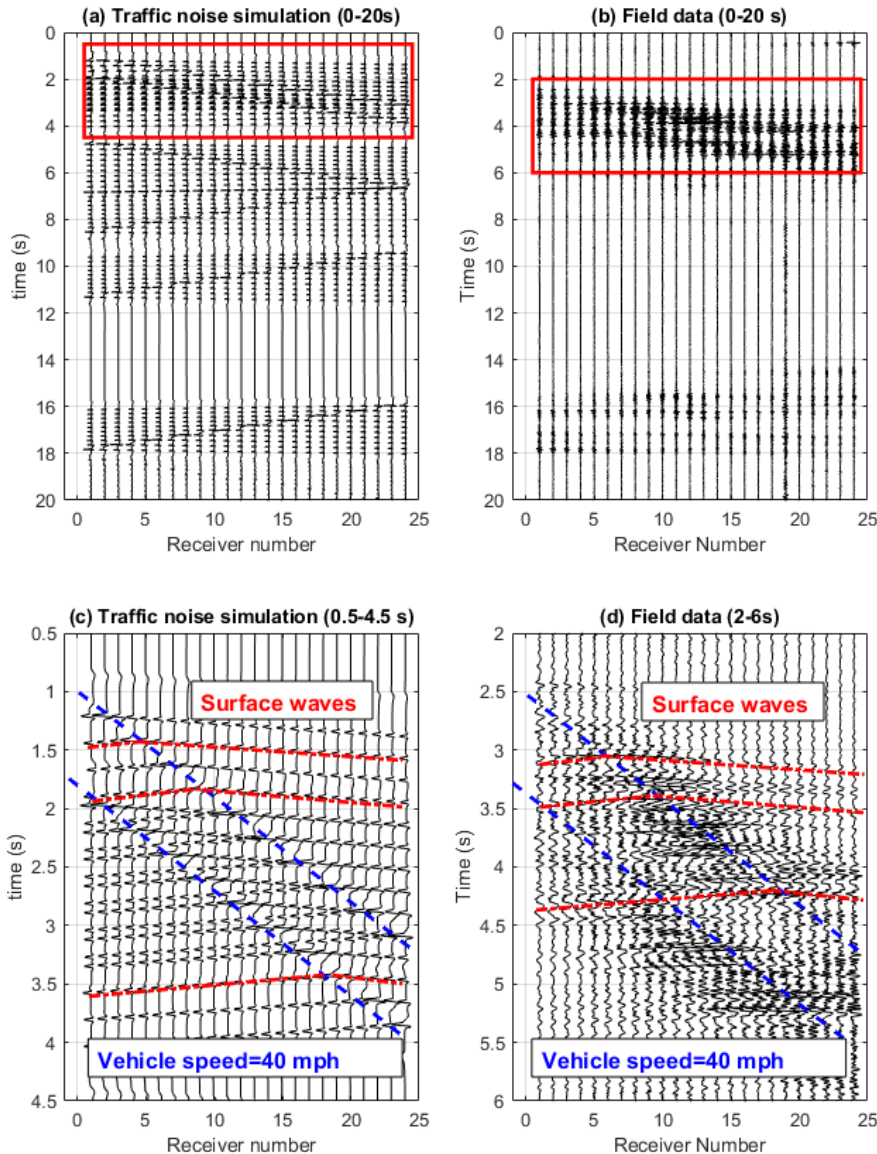 (a) Traffic noise simulation (0-20s)
0
2
4
6
8
10
12
14
16
18
20
time (s)
0 5 10 15 20 25
Receiver number
(b) Field data (0-20 s)
0
2
4
6
8
10
12
14
16
18
20
Time (s)
0 5 10 15 20 25
Receiver Number
(c) Traffic noise simulation (0.5-4.5 s)
0.5
1
1.5
2
2.5
3
3.5
4
4.5
time (s)
Surface waves
Vehicle speed=40 mph
0 5 10 15 20 25
Receiver number
(d) Field data (2-6s)
2
2.5
3
3.5
4
4.5
5
5.5
6
Time (s)
Surface waves
Vehicle speed=40 mph
0 5 10 15 20 25
Receiver Number